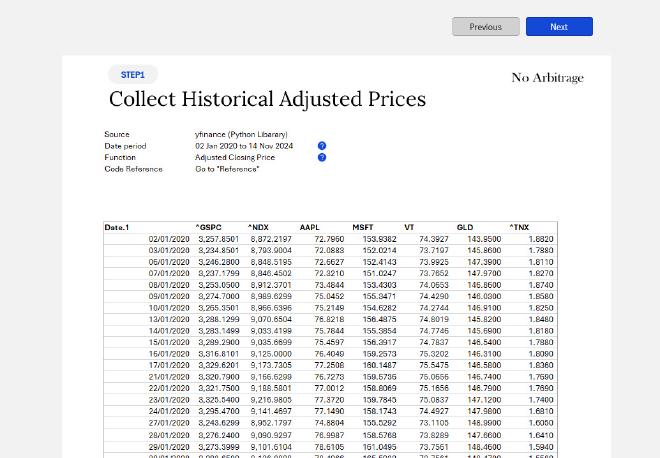 Previous
Next
STEP1
No Arbitrage
Collect Historical Adjusted Prices
Source yfinance (Python Libarary)
Date period 02 Jan 2020 to 14 Nov 2024 ?
Function Adjusted Closing Price ?
Code Reference Go to "Reference"
Date.1 ^GSPC ^NDX AAPL MSFT VT GLD ^TNX
02/01/2020 3,257.8501 8,872.2197 72.7960 153.9382 74.3927 143.9500 1.8820
03/01/2020 3,234.8501 8,793.9004 72.0883 152.0214 73.7197 145.8600 1.7880
06/01/2020 3,246.2800 8,848.5195 72.6627 152.4143 73.9925 147.3900 1.8110
07/01/2020 3,237.1799 8,846.4502 72.3210 151.0247 73.7652 147.9700 1.8270
08/01/2020 3,253.0500 8,912.3701 73.4844 153.4303 74.0653 146.8600 1.8740
09/01/2020 3,274.7000 8,989.6299 75.0452 155.3471 74.4290 146.0300 1.8580
10/01/2020 3,265.3501 8,966.6396 75.2149 154.6282 74.2744 146.9100 1.8250
13/01/2020 3,288.1299 9,070.6504 76.8218 156.4875 74.8019 145.8200 1.8480
14/01/2020 3,283.1499 9,033.4199 75.7844 155.3854 74.7746 145.6900 1.8180
15/01/2020 3,289.2900 9,035.6699 75.4597 156.3917 74.7837 146.5400 1.7880
16/01/2020 3,316.8101 9,125.0000 76.4049 159.2573 75.3202 146.3100 1.8090
17/01/2020 3,329.6201 9,173.7305 77.2508 160.1487 75.5475 146.5800 1.8360
21/01/2020 3,320.7900 9,166.6299 76.7273 159.5736 75.0656 146.7400 1.7690
22/01/2020 3,321.7500 9,188.5801 77.0012 158.8069 75.1656 146.7900 1.7690
23/01/2020 3,325.5400 9,216.9805 77.3720 159.7845 75.0837 147.1200 1.7400
24/01/2020 3,295.4700 9,141.4697 77.1490 158.1743 74.4927 147.9800 1.6810
27/01/2020 3,243.6299 8,952.1797 74.8804 155.5292 73.1105 148.9900 1.6050
28/01/2020 3,276.2400 9,090.9297 76.9987 158.5768 73.8289 147.6600 1.6410
29/01/2020 3,273.3999 9,101.6104 78.6108 161.0495 73.7561 148.4600 1.5940